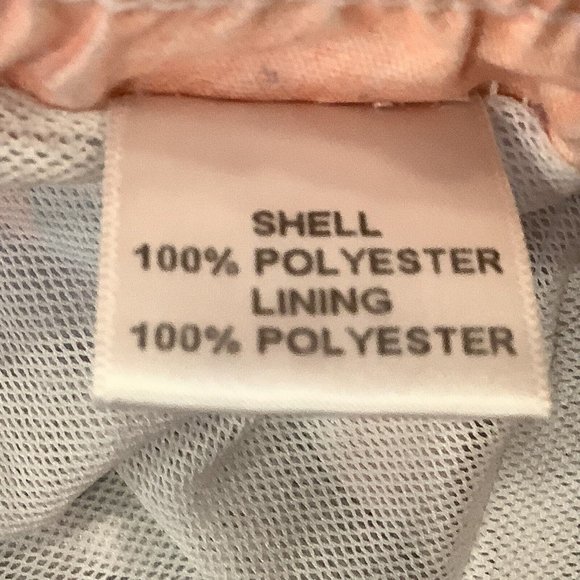 SHELL
100% POLYESTER
LINING
100% POLYESTER